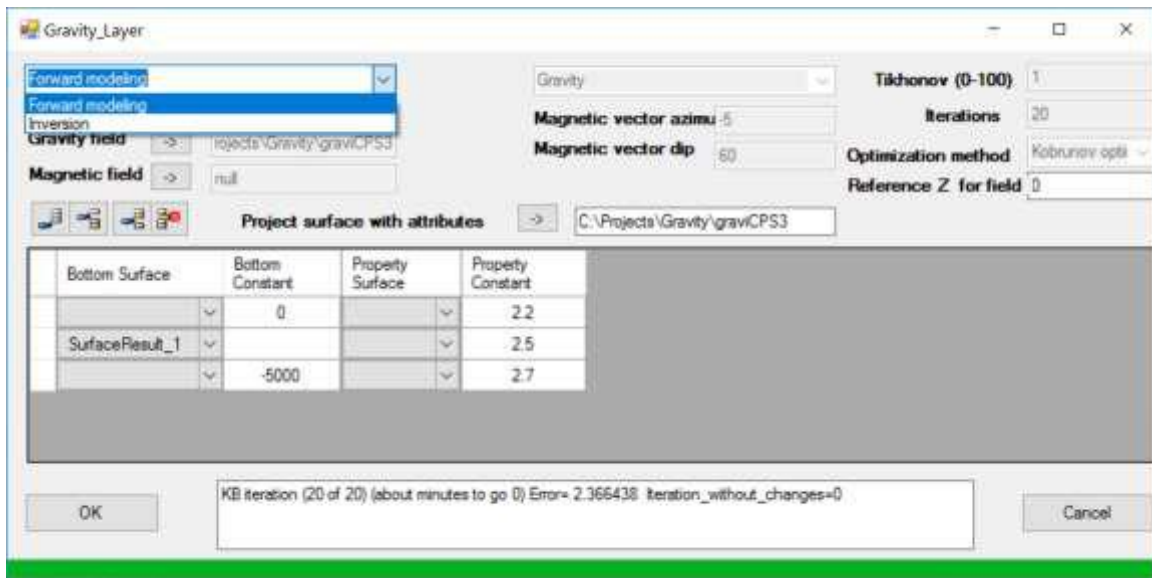 Gravity_Layer
Forward modeling
Gravity
Tikhonov (0-100) 1
Forward modeling
Inversion
Magnetic vector azimu -5
Iterations 20
Gravity field -> rojects\Gravity\graviCPS3
Magnetic vector dip 60
Optimization method Kobrunov opti
Magnetic field -> null
Reference Z for field 0
Project surface with attributes -> C:\Projects\Gravity\graviCPS3
Bottom Surface Bottom Constant Property Surface Property Constant
0 2.2
SurfaceResult_1 2.5
-5000 2.7
KB iteration (20 of 20) (about minutes to go 0) Error= 2.366438 Iteration_without_changes=0
OK
Cancel